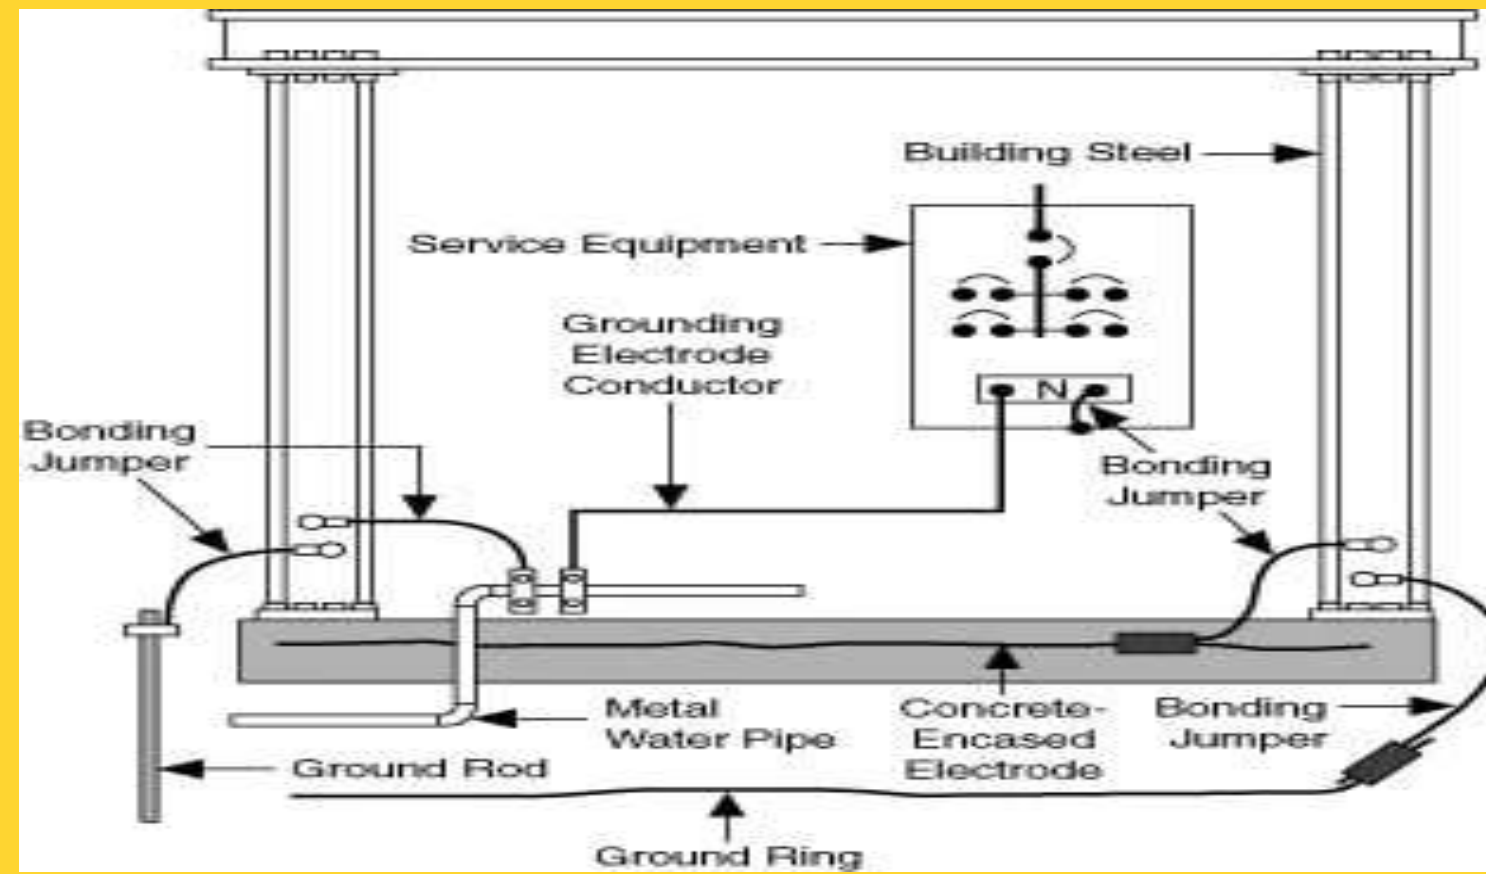 Building Steel
Service Equipment
Grounding
Electrode
Conductor
N
Bonding
Jumper
Bonding
Jumper
Metal
Water Pipe
Concrete-
Encased
Electrode
Bonding
Jumper
Ground Rod
Ground Ring